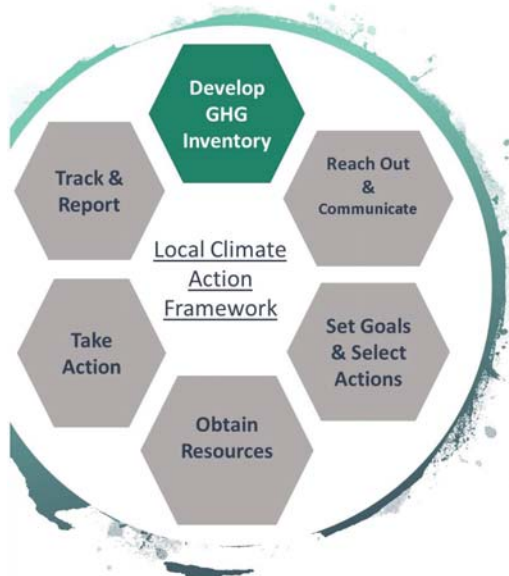 Develop
GHG
Inventory
Reach Out
&
Communicate
Set Goals
& Select
Actions
Obtain
Resources
Take
Action
Track &
Report
Local Climate
Action
Framework